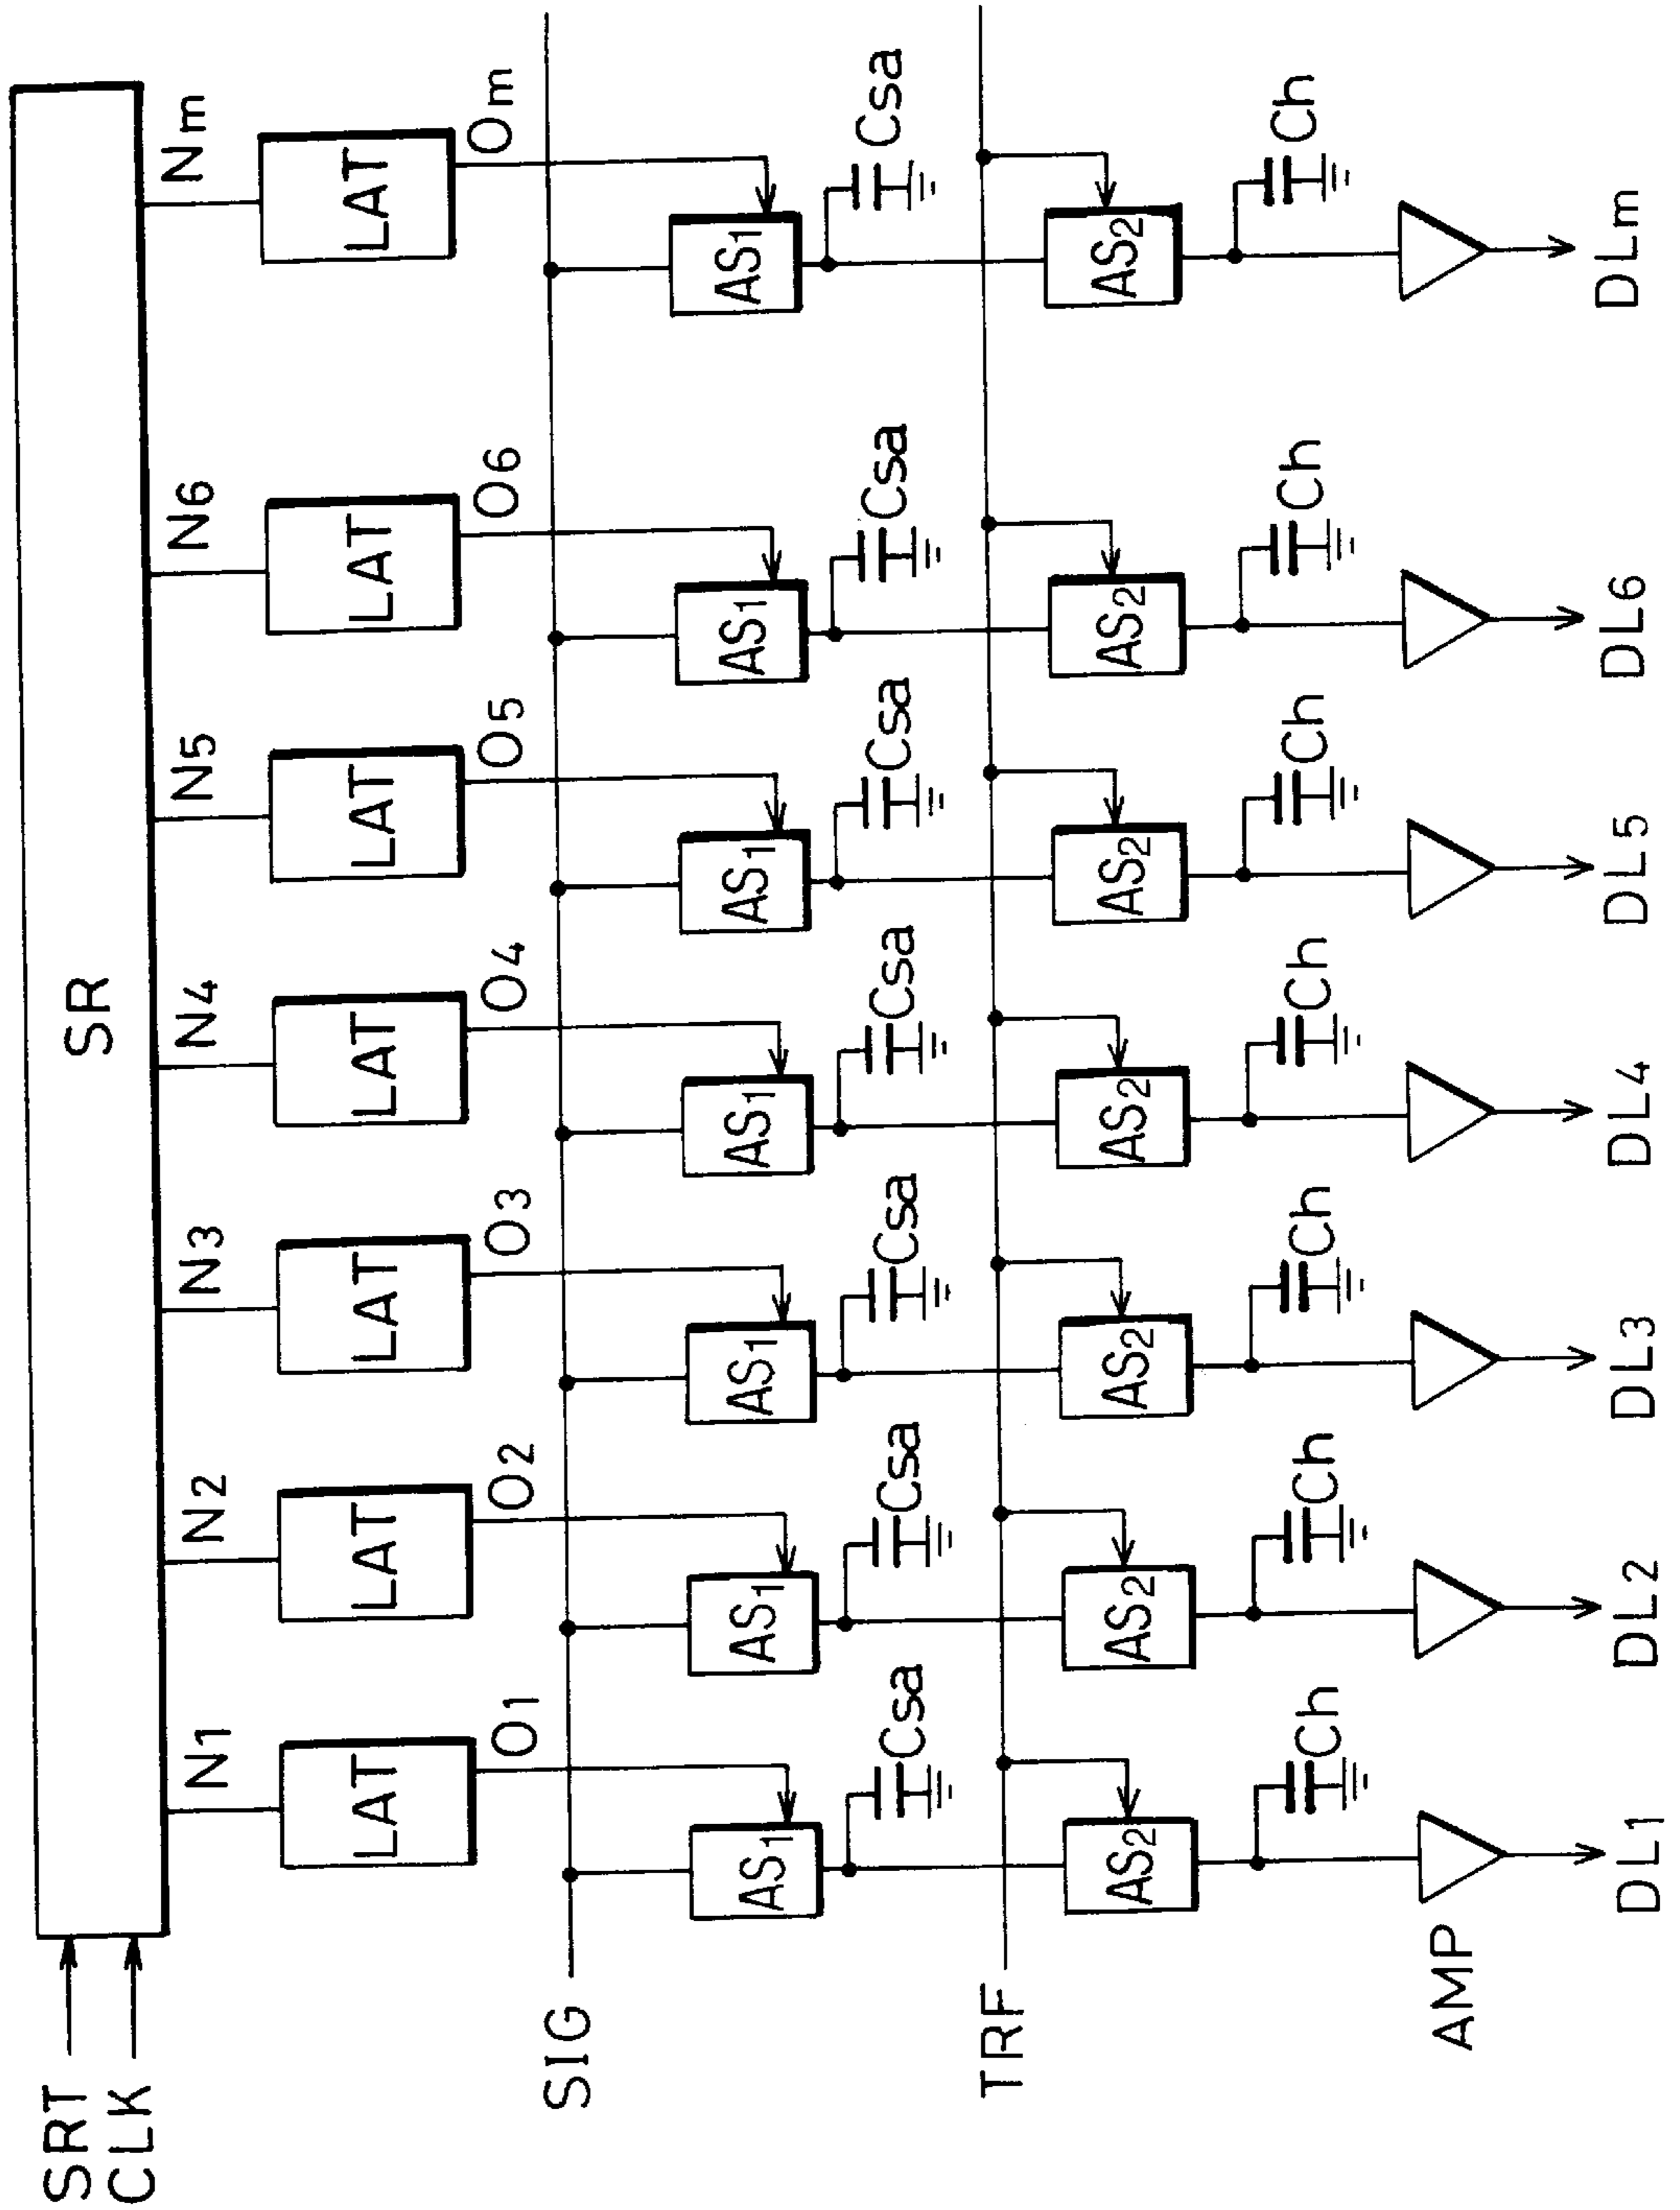 SRT
CLK
SR
N1 N2 N3 N4 N5 N6 Nm
LAT LAT LAT LAT LAT LAT LAT
O1 O2 O3 O4 O5 O6 Om
SIG
AS1 AS1 AS1 AS1 AS1 AS1 AS1
Csa Csa Csa Csa Csa Csa Csa
TRF
AS2 AS2 AS2 AS2 AS2 AS2 AS2
Ch Ch Ch Ch Ch Ch Ch
AMP
DL1 DL2 DL3 DL4 DL5 DL6 DLm